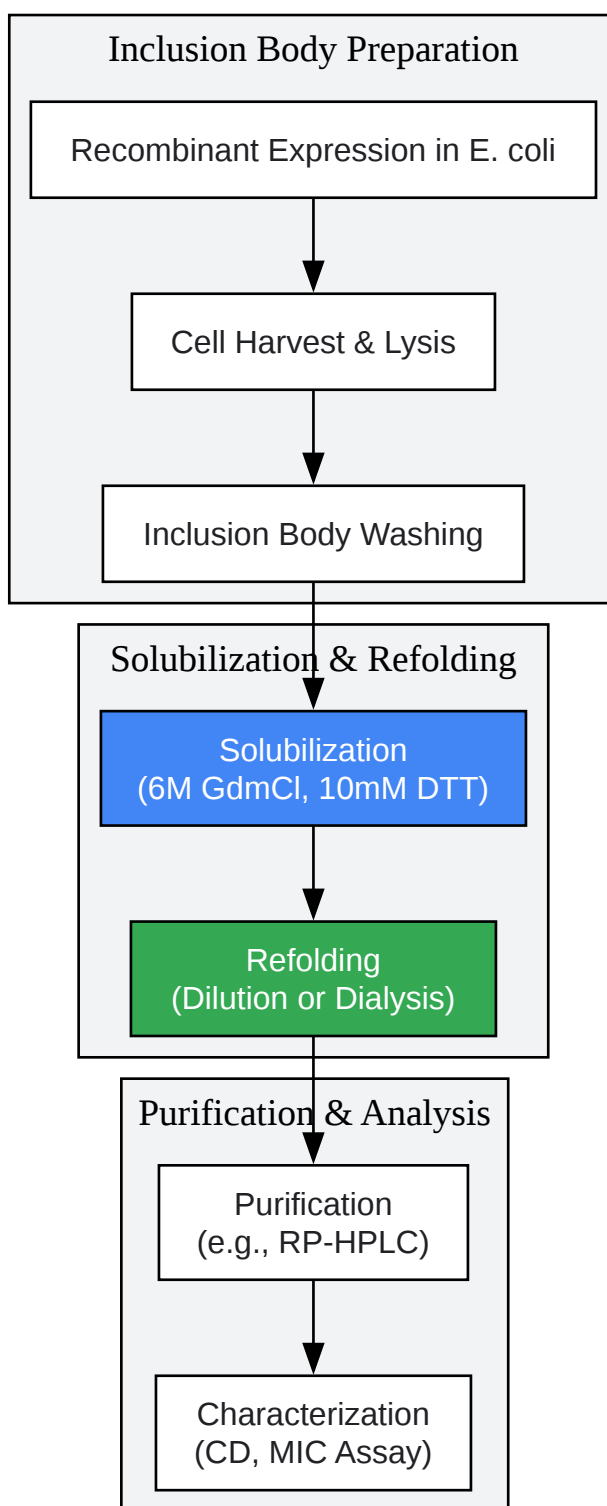 Inclusion Body Preparation
Recombinant Expression in E. coli
Cell Harvest & Lysis
Inclusion Body Washing
Solubilization & Refolding
Solubilization
(6M GdmCl, 10mM DTT)
Refolding
(Dilution or Dialysis)
Purification & Analysis
Purification
(e.g., RP-HPLC)
Characterization
(CD, MIC Assay)